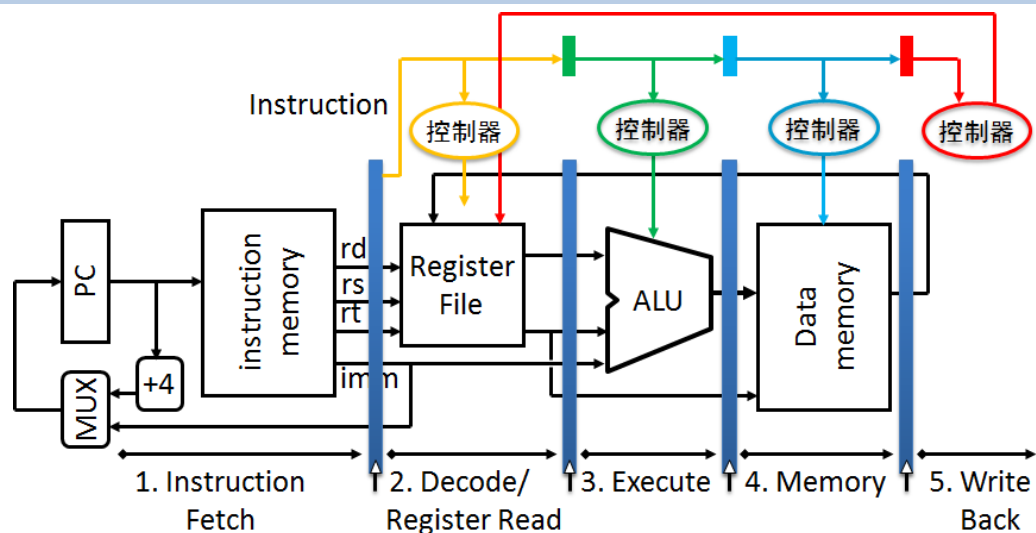 Instruction
控制器
控制器
控制器
控制器
PC
+4
MUX
instruction
memory
rd
rs
rt
imm
Register
File
ALU
Data
memory
1. Instruction
Fetch
2. Decode/
Register Read
3. Execute
4. Memory
5. Write
Back